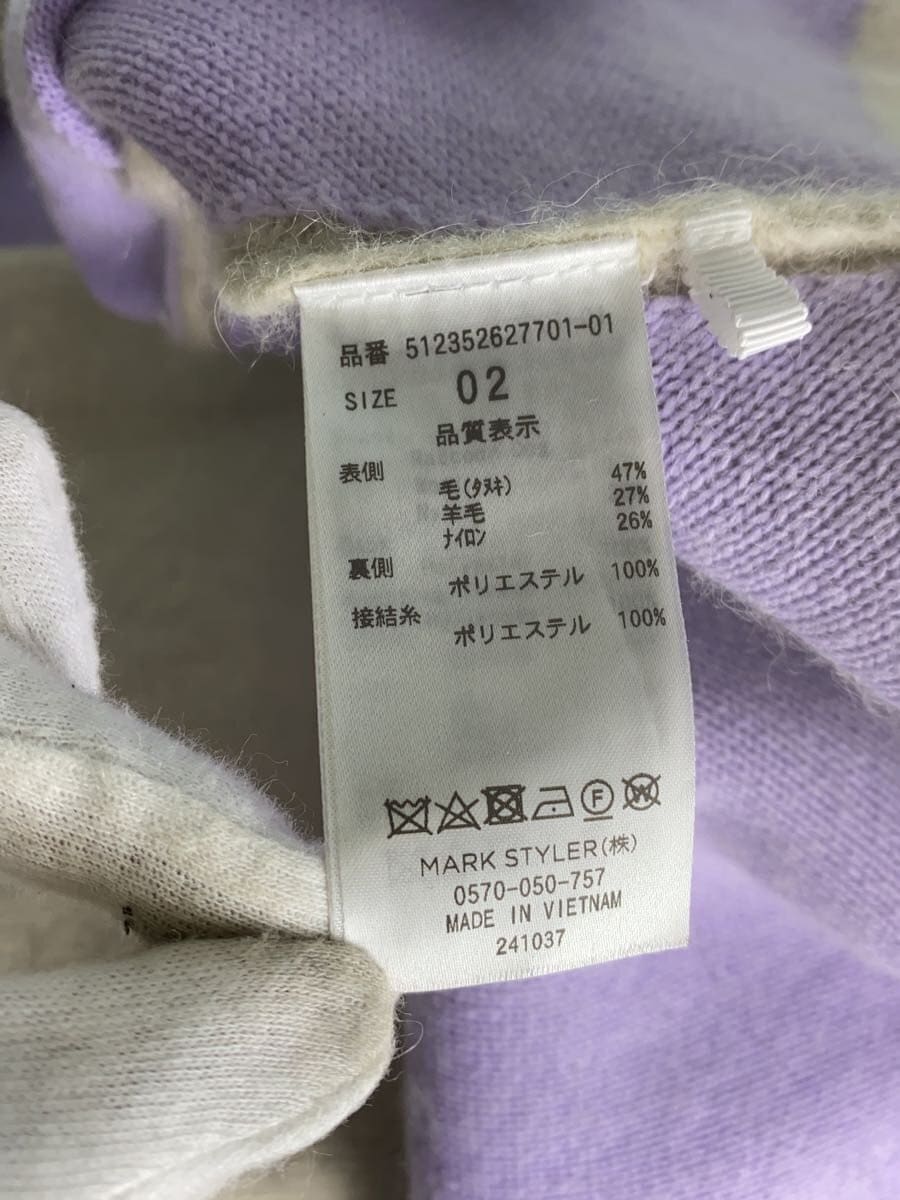 品番 512352627701-01
SIZE 02
品質表示
表側
毛(タヌキ) 47%
羊毛 27%
ナイロン 26%
裏側
ポリエステル 100%
接結糸
ポリエステル 100%
F W
MARK STYLER(株)
0570-050-757
MADE IN VIETNAM
241037